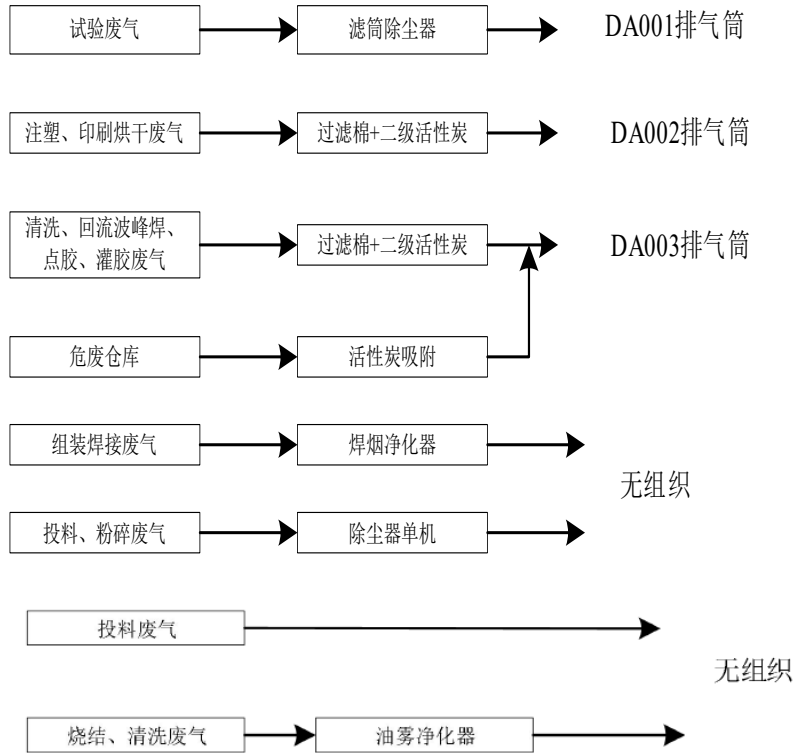 试验废气
滤筒除尘器
DA001排气筒
注塑、印刷烘干废气
过滤棉+二级活性炭
DA002排气筒
清洗、回流波峰焊、
点胶、灌胶废气
过滤棉+二级活性炭
DA003排气筒
危废仓库
活性炭吸附
组装焊接废气
焊烟净化器
无组织
投料、粉碎废气
除尘器单机
投料废气
无组织
烧结、清洗废气
油雾净化器